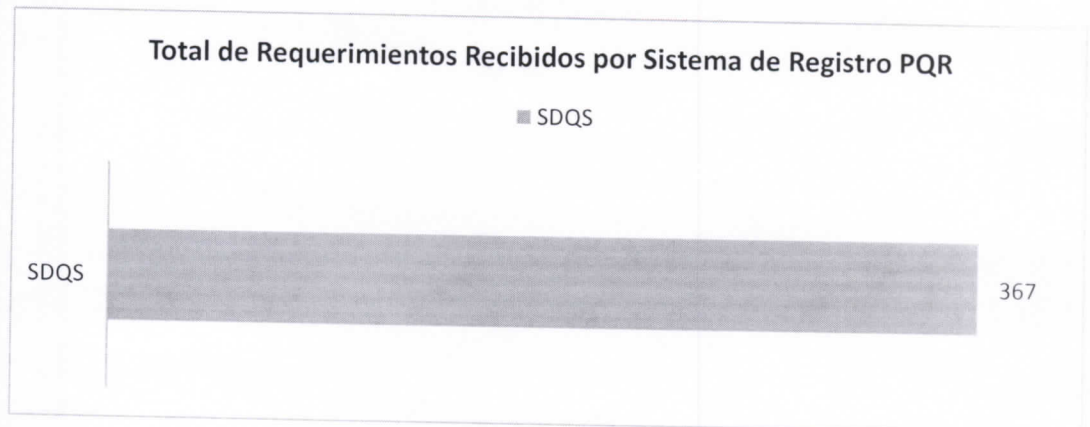 Total de Requerimientos Recibidos por Sistema de Registro PQR
SDQS
SDQS
367